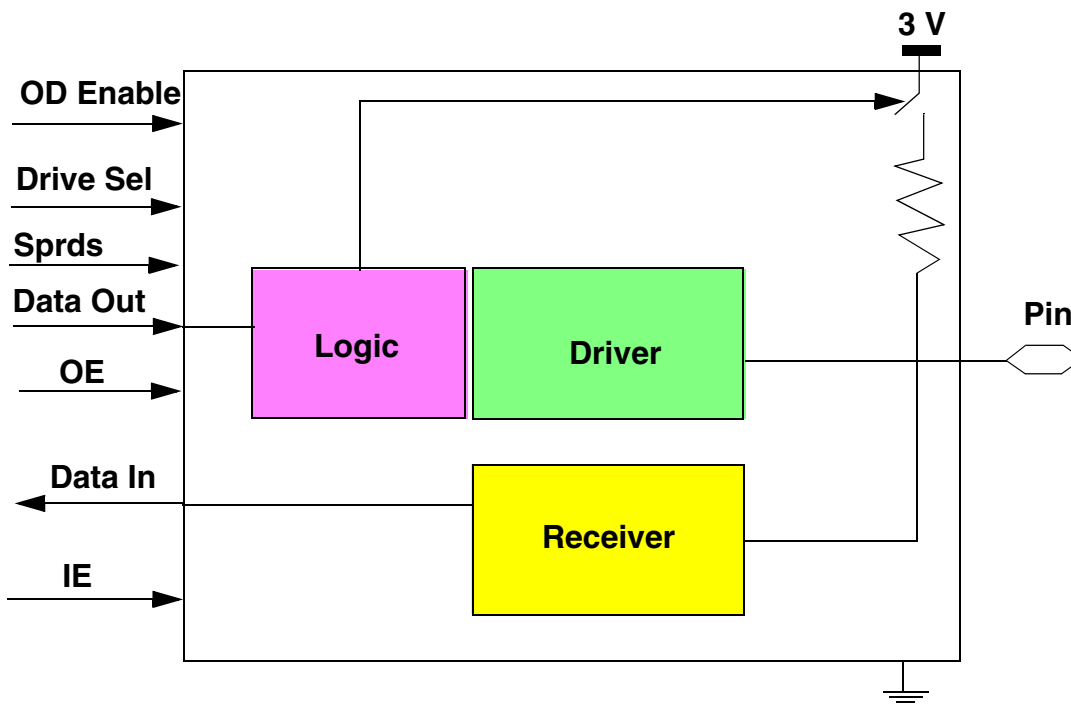 3 V
OD Enable
Drive Sel
Sprds
Data Out
Logic
Driver
Pin
OE
Data In
Receiver
IE